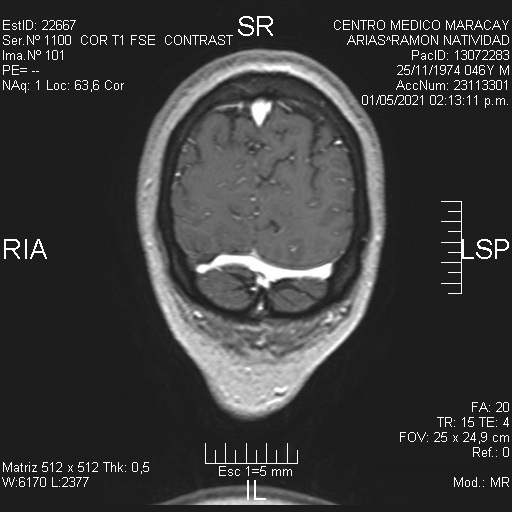 EstID: 22667
Ser.Nº 1100 COR T1 FSE CONTRAST
Ima.Nº 101
PE= --
NAq: 1 Loc: 63,6 Cor
SR
CENTRO MEDICO MARACAY
ARIAS^RAMON NATIVIDAD
PacID: 13072283
25/11/1974 046Y M
AccNum: 23113301
01/05/2021 02:13:11 p.m.
RIA
LSP
FA: 20
TR: 15 TE: 4
FOV: 25 x 24,9 cm
Ref.: 0
Matriz 512 x 512 Thk: 0,5
W:6170 L:2377
Esc 1=5 mm
IL
Mod.: MR